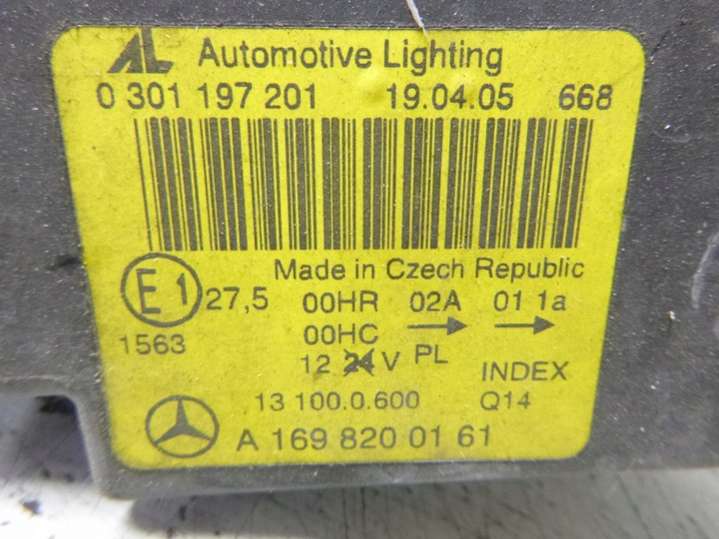 AL Automotive Lighting
0 301 197 201 19.04.05 668
Made in Czech Republic
E1 27,5 00HR 02A 01 1a
1563 00HC
12 24 V PL INDEX
13 100.0.600 Q14
A 169 820 01 61